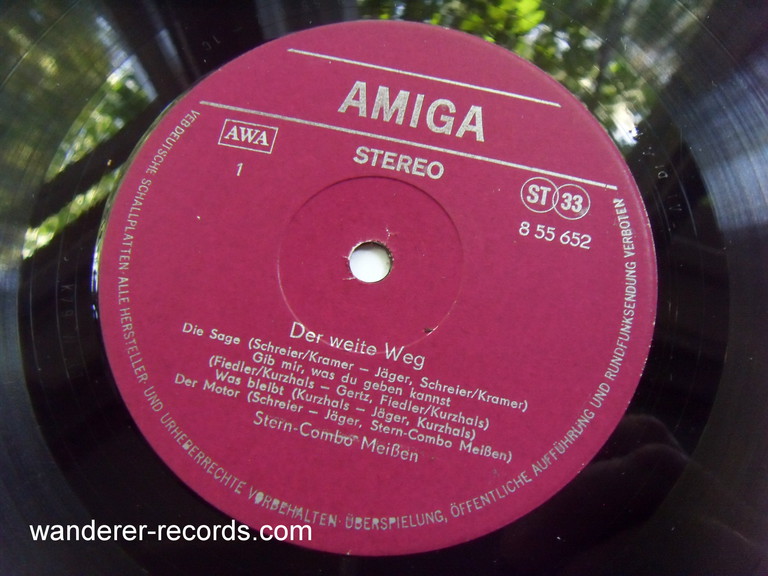 AMIGA
AWA
STEREO
1
ST 33
8 55 652
Der weite Weg
Die Sage (Schreier/Kramer – Jäger, Schreier/Kramer)
Gib mir, was du geben kannst
(Fiedler/Kurzhals – Gertz, Fiedler/Kurzhals)
Was bleibt (Kurzhals – Jäger, Kurzhals)
Der Motor (Schreier – Jäger, Stern-Combo Meißen)
Stern-Combo Meißen
VEB DEUTSCHE SCHALLPLATTEN · ALLE HERSTELLER- UND URHEBERRECHTE VORBEHALTEN · ÜBERSPIELUNG, ÖFFENTLICHE AUFFÜHRUNG UND RUNDFUNKSENDUNG VERBOTEN
wanderer-records.com